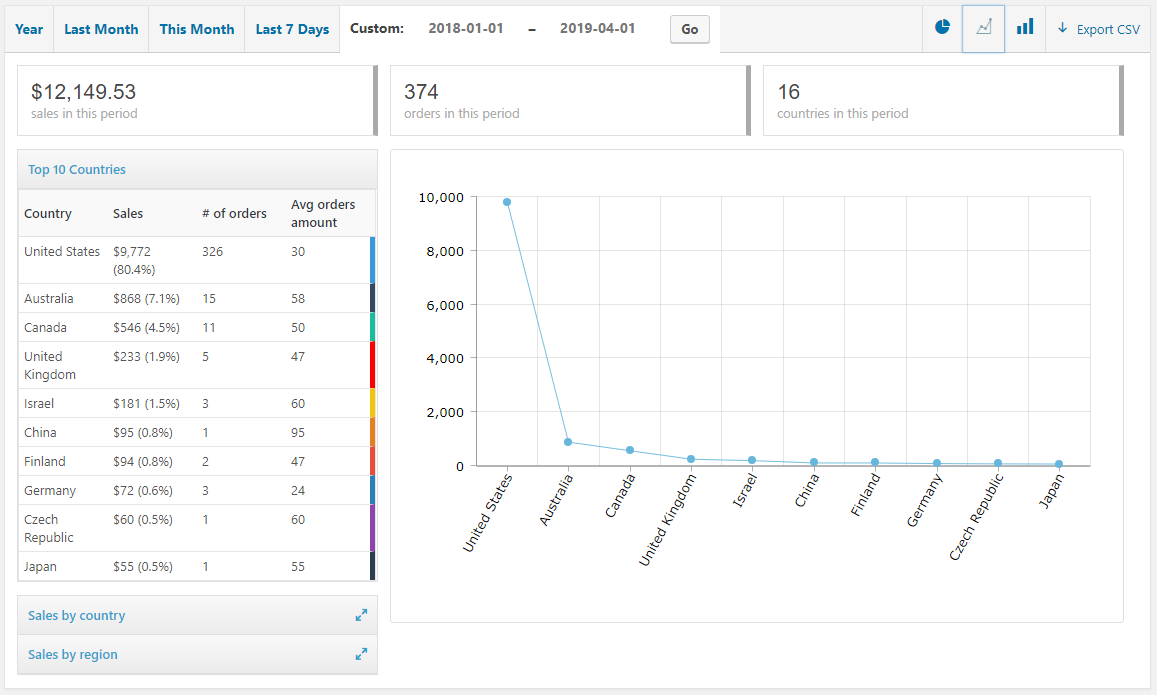 Year Last Month This Month Last 7 Days Custom: 2018-01-01 – 2019-04-01 Go Export CSV
$12,149.53
sales in this period
374
orders in this period
16
countries in this period
Top 10 Countries
Country Sales # of orders Avg orders
amount
United States $9,772 326 30
(80.4%)
Australia $868 (7.1%) 15 58
Canada $546 (4.5%) 11 50
United $233 (1.9%) 5 47
Kingdom
Israel $181 (1.5%) 3 60
China $95 (0.8%) 1 95
Finland $94 (0.8%) 2 47
Germany $72 (0.6%) 3 24
Czech $60 (0.5%) 1 60
Republic
Japan $55 (0.5%) 1 55
Sales by country
Sales by region
10,000
8,000
6,000
4,000
2,000
0
United States
Australia
Canada
United Kingdom
Israel
China
Finland
Germany
Czech Republic
Japan